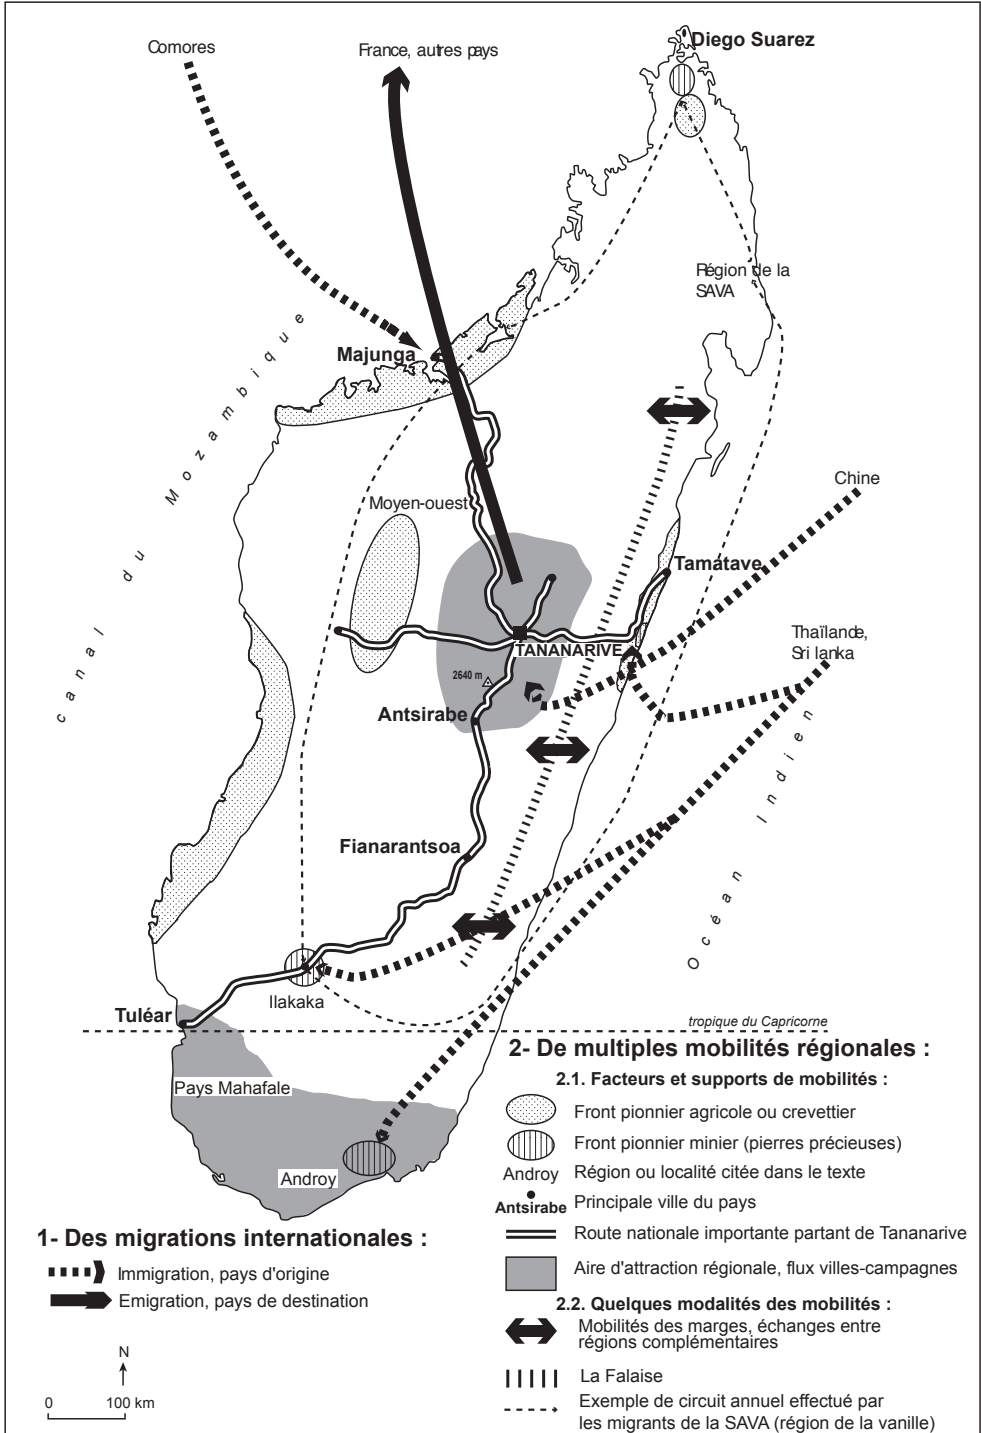 Comores
France, autres pays
Diego Suarez
Région de la
SAVA
Majunga
canal du Mozambique
Moyen-ouest
Chine
Tamatave
Thaïlande,
Sri lanka
TANANARIVE
2640 m
Antsirabe
Océan Indien
Fianarantsoa
Ilakaka
Tuléar
tropique du Capricorne
Pays Mahafale
Androy
1- Des migrations internationales :
Immigration, pays d'origine
Emigration, pays de destination
N
0 100 km
2- De multiples mobilités régionales :
2.1. Facteurs et supports de mobilités :
Front pionnier agricole ou crevettier
Front pionnier minier (pierres précieuses)
Androy Région ou localité citée dans le texte
Antsirabe Principale ville du pays
Route nationale importante partant de Tananarive
Aire d'attraction régionale, flux villes-campagnes
2.2. Quelques modalités des mobilités :
Mobilités des marges, échanges entre
régions complémentaires
La Falaise
Exemple de circuit annuel effectué par
les migrants de la SAVA (région de la vanille)